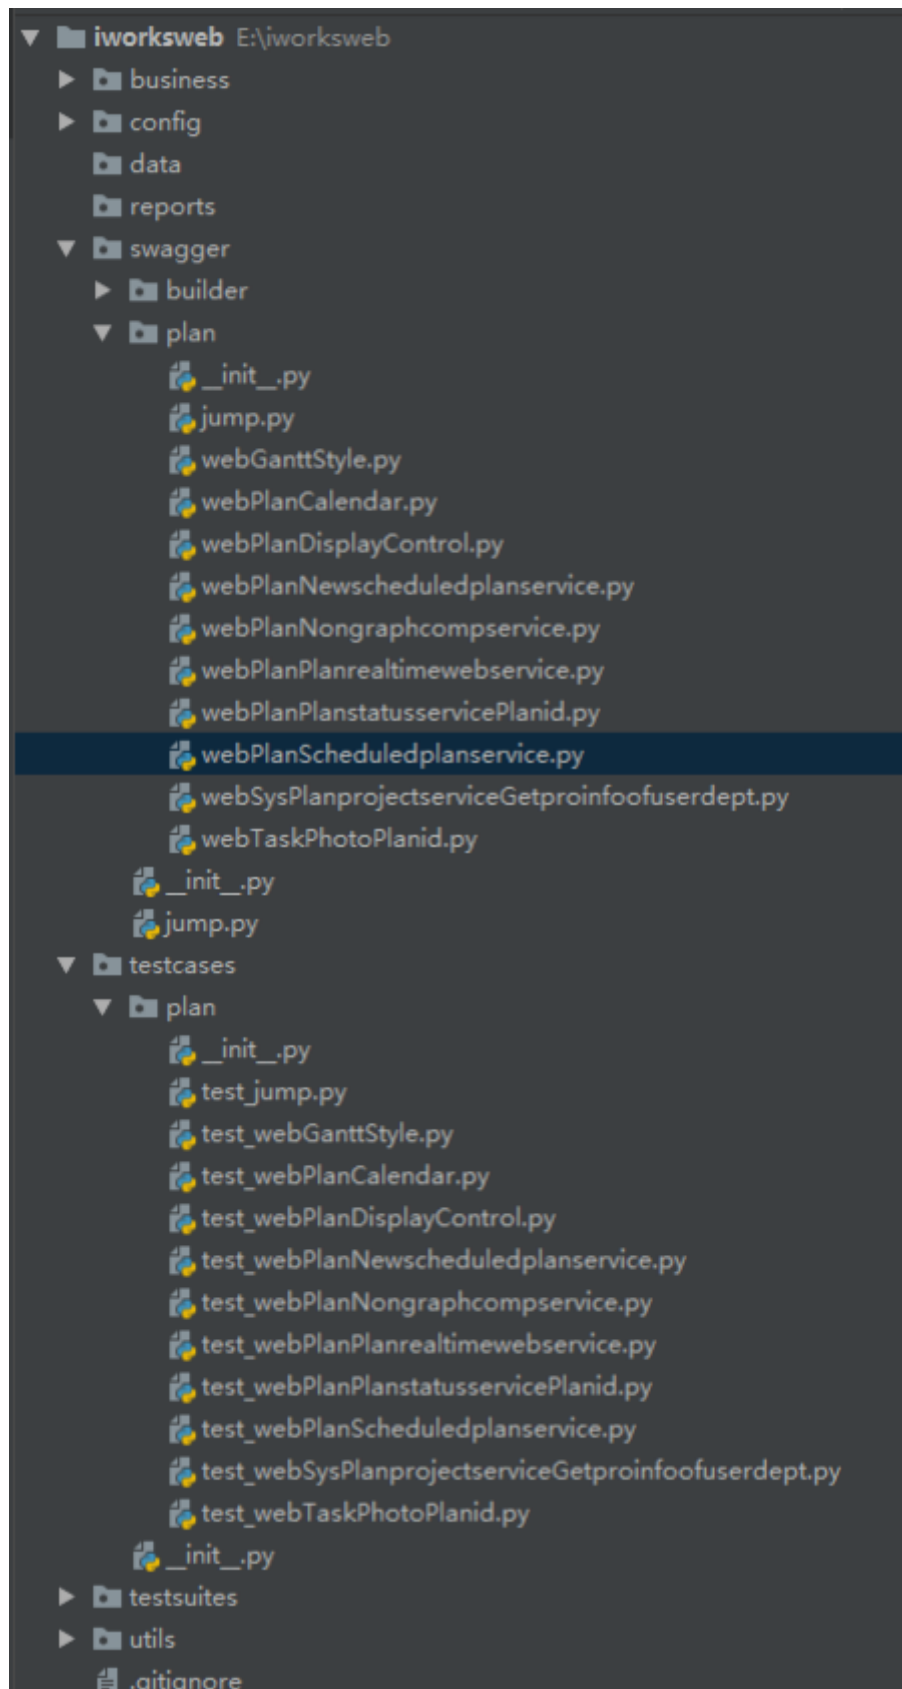 iworksweb E:\iworksweb
business
config
data
reports
swagger
builder
plan
__init__.py
jump.py
webGanttStyle.py
webPlanCalendar.py
webPlanDisplayControl.py
webPlanNewscheduledplanservice.py
webPlanNongraphcompservice.py
webPlanPlanrealtimewebservice.py
webPlanPlanstatusservicePlanid.py
webPlanScheduledplanservice.py
webSysPlanprojectserviceGetproinfoofuserdept.py
webTaskPhotoPlanid.py
__init__.py
jump.py
testcases
plan
__init__.py
test_jump.py
test_webGanttStyle.py
test_webPlanCalendar.py
test_webPlanDisplayControl.py
test_webPlanNewscheduledplanservice.py
test_webPlanNongraphcompservice.py
test_webPlanPlanrealtimewebservice.py
test_webPlanPlanstatusservicePlanid.py
test_webPlanScheduledplanservice.py
test_webSysPlanprojectserviceGetproinfoofuserdept.py
test_webTaskPhotoPlanid.py
__init__.py
testsuites
utils
.gitignore